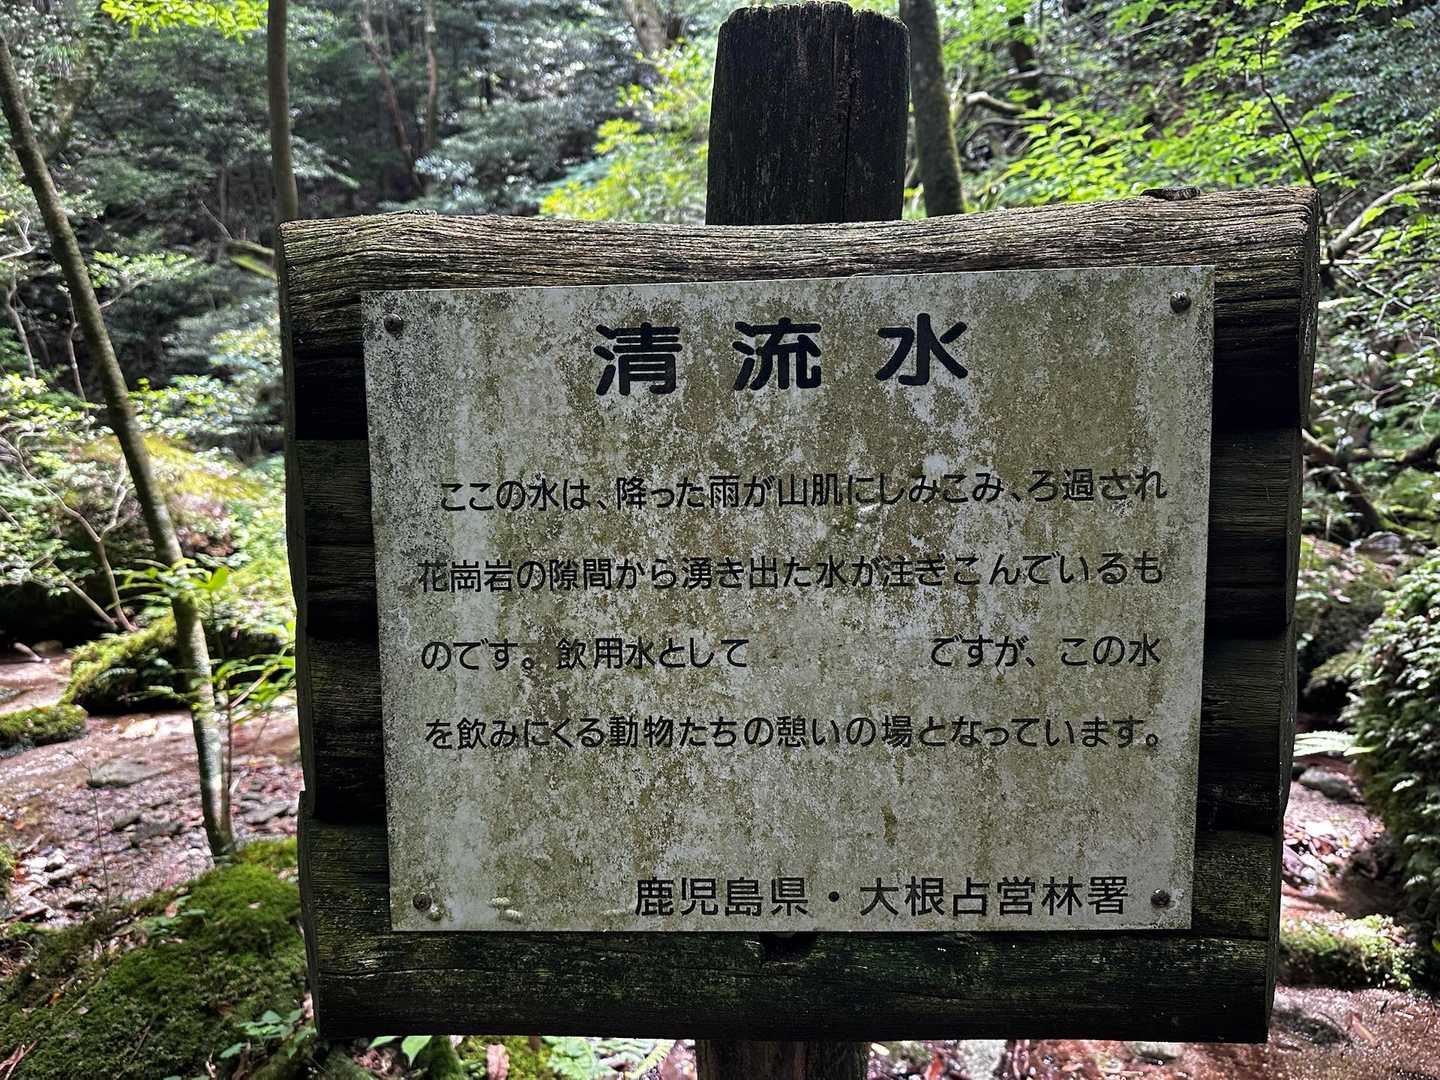 清流水
ここの水は、降った雨が山肌にしみこみ、ろ過され
花崗岩の隙間から湧き出た水が注ぎこんでいるも
のです。飲用水として ですが、この水
を飲みにくる動物たちの憩いの場となっています。
鹿児島県・大根占営林署